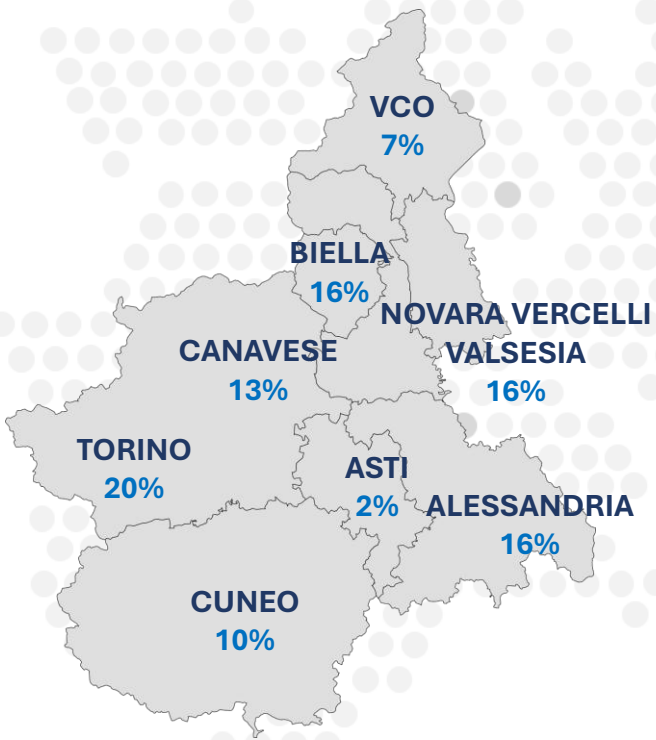 VCO
7%
BIELLA
16%
NOVARA VERCELLI
VALSESIA
16%
CANAVESE
13%
TORINO
20%
ASTI
2%
ALESSANDRIA
16%
CUNEO
10%